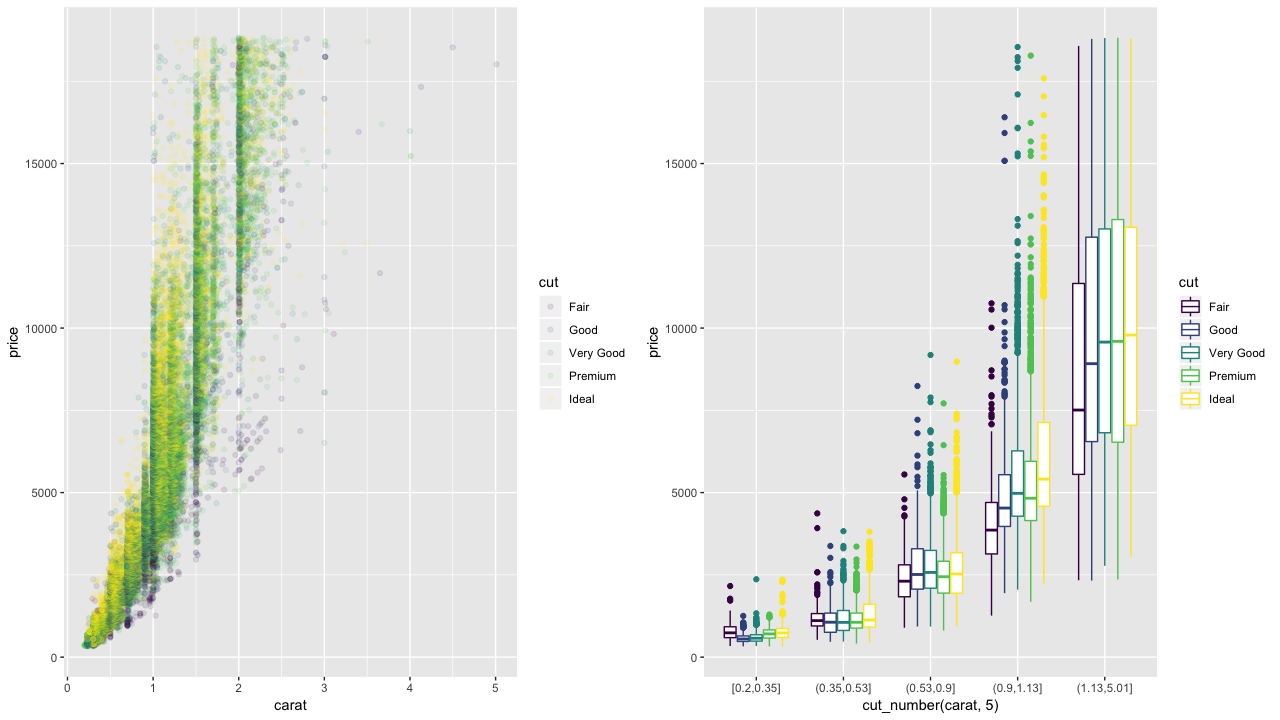 price
15000
10000
5000
0
0 1 2 3 4 5
carat
cut
Fair
Good
Very Good
Premium
Ideal
price
15000
10000
5000
0
[0.2,0.35] (0.35,0.53] (0.53,0.9] (0.9,1.13] (1.13,5.01]
cut_number(carat, 5)
cut
Fair
Good
Very Good
Premium
Ideal